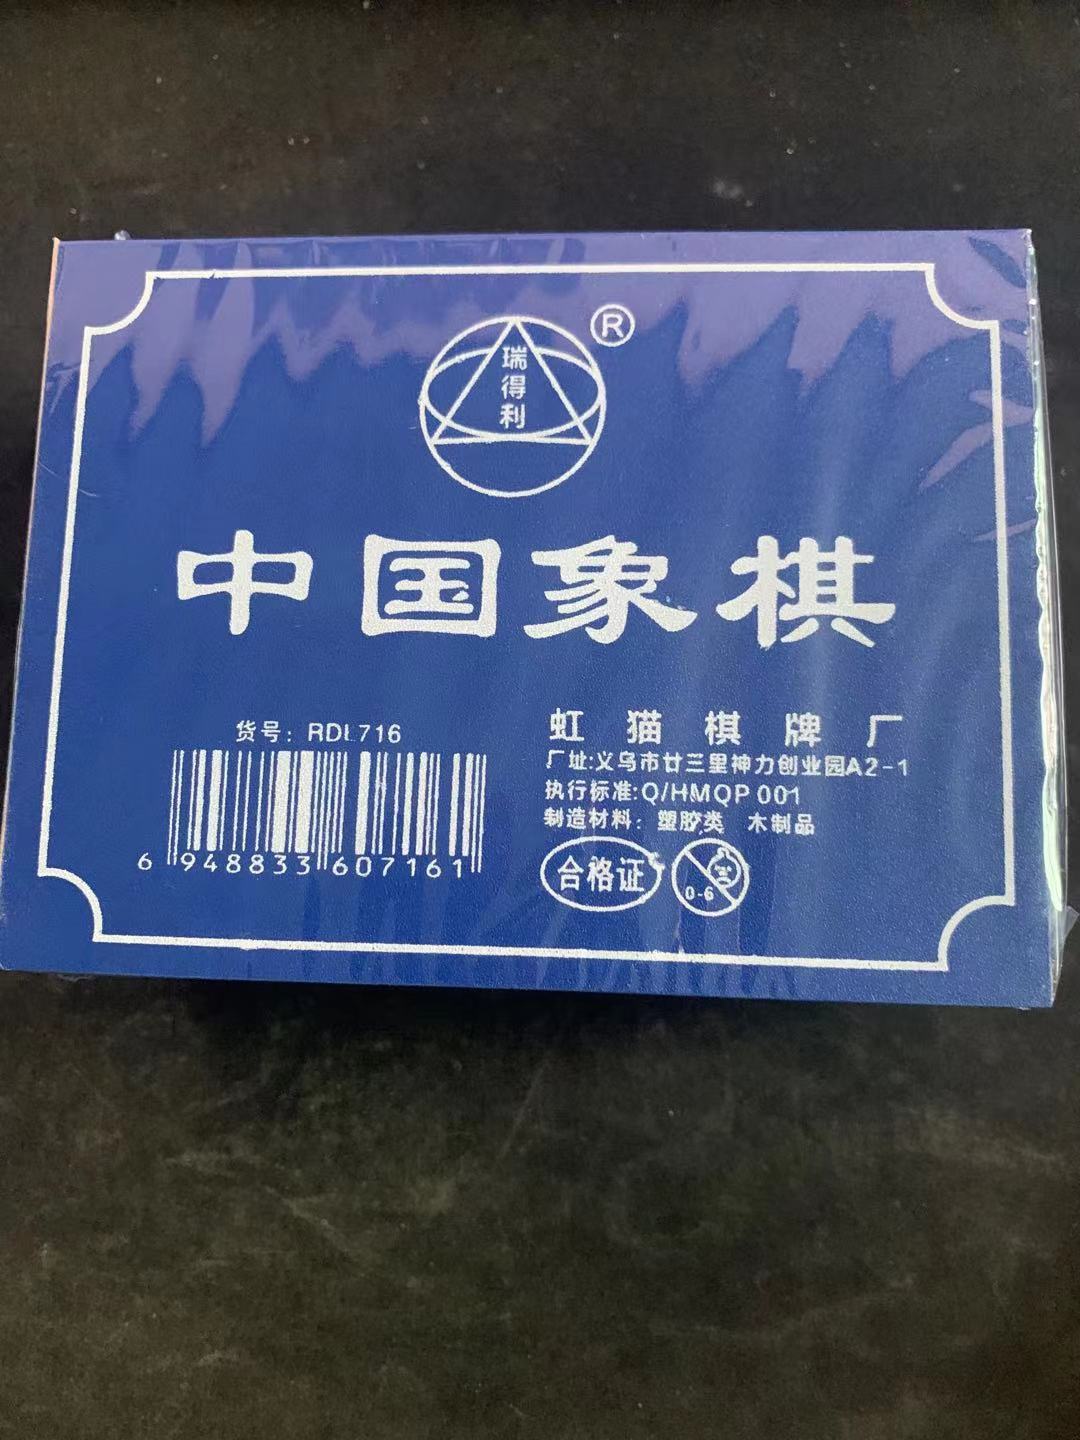 ®
瑞得利
中国象棋
货号：RDL716
6 948833 607161
虹猫棋牌厂
厂址:义乌市廿三里神力创业园A2-1
执行标准:Q/HMQP 001
制造材料：塑胶类 木制品
合格证
0-6